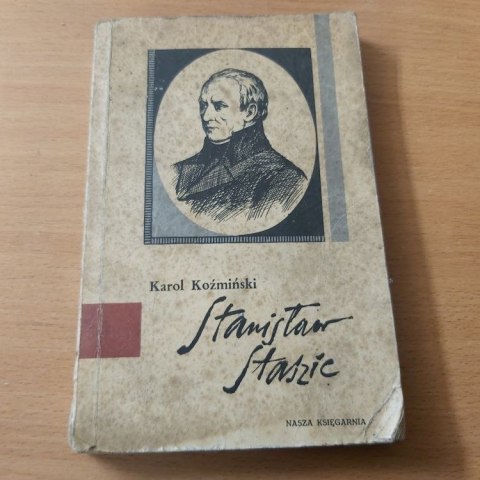 Karol Koźmiński
Stanisław
Staszic
NASZA KSIĘGARNIA